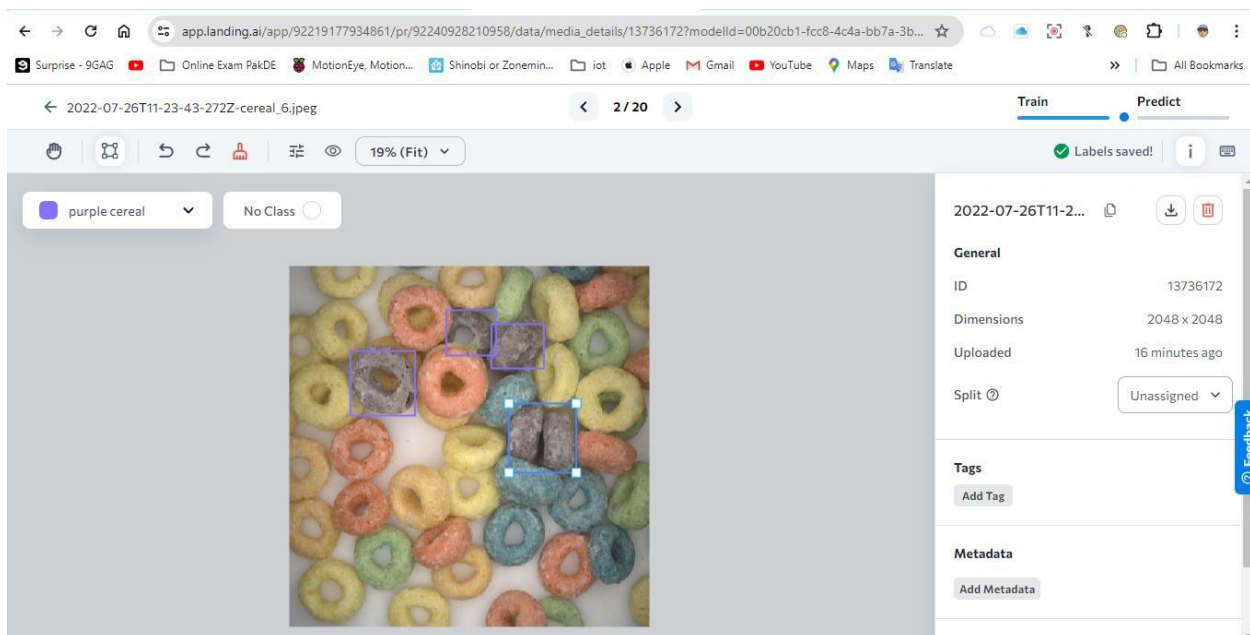 app.landing.ai/app/92219177934861/pr/92240928210958/data/media_details/13736172?modelId=00b20cb1-fcc8-4c4a-bb7a-3b...
Surprise - 9GAG Online Exam PakDE MotionEye, Motion... Shinobi or Zonemin... iot Apple Gmail YouTube Maps Translate » All Bookmarks
2022-07-26T11-23-43-272Z-cereal_6.jpeg 2 / 20 Train Predict
19% (Fit) Labels saved! i
purple cereal No Class
2022-07-26T11-2...
General
ID 13736172
Dimensions 2048 x 2048
Uploaded 16 minutes ago
Split Unassigned
Feedback
Tags
Add Tag
Metadata
Add Metadata